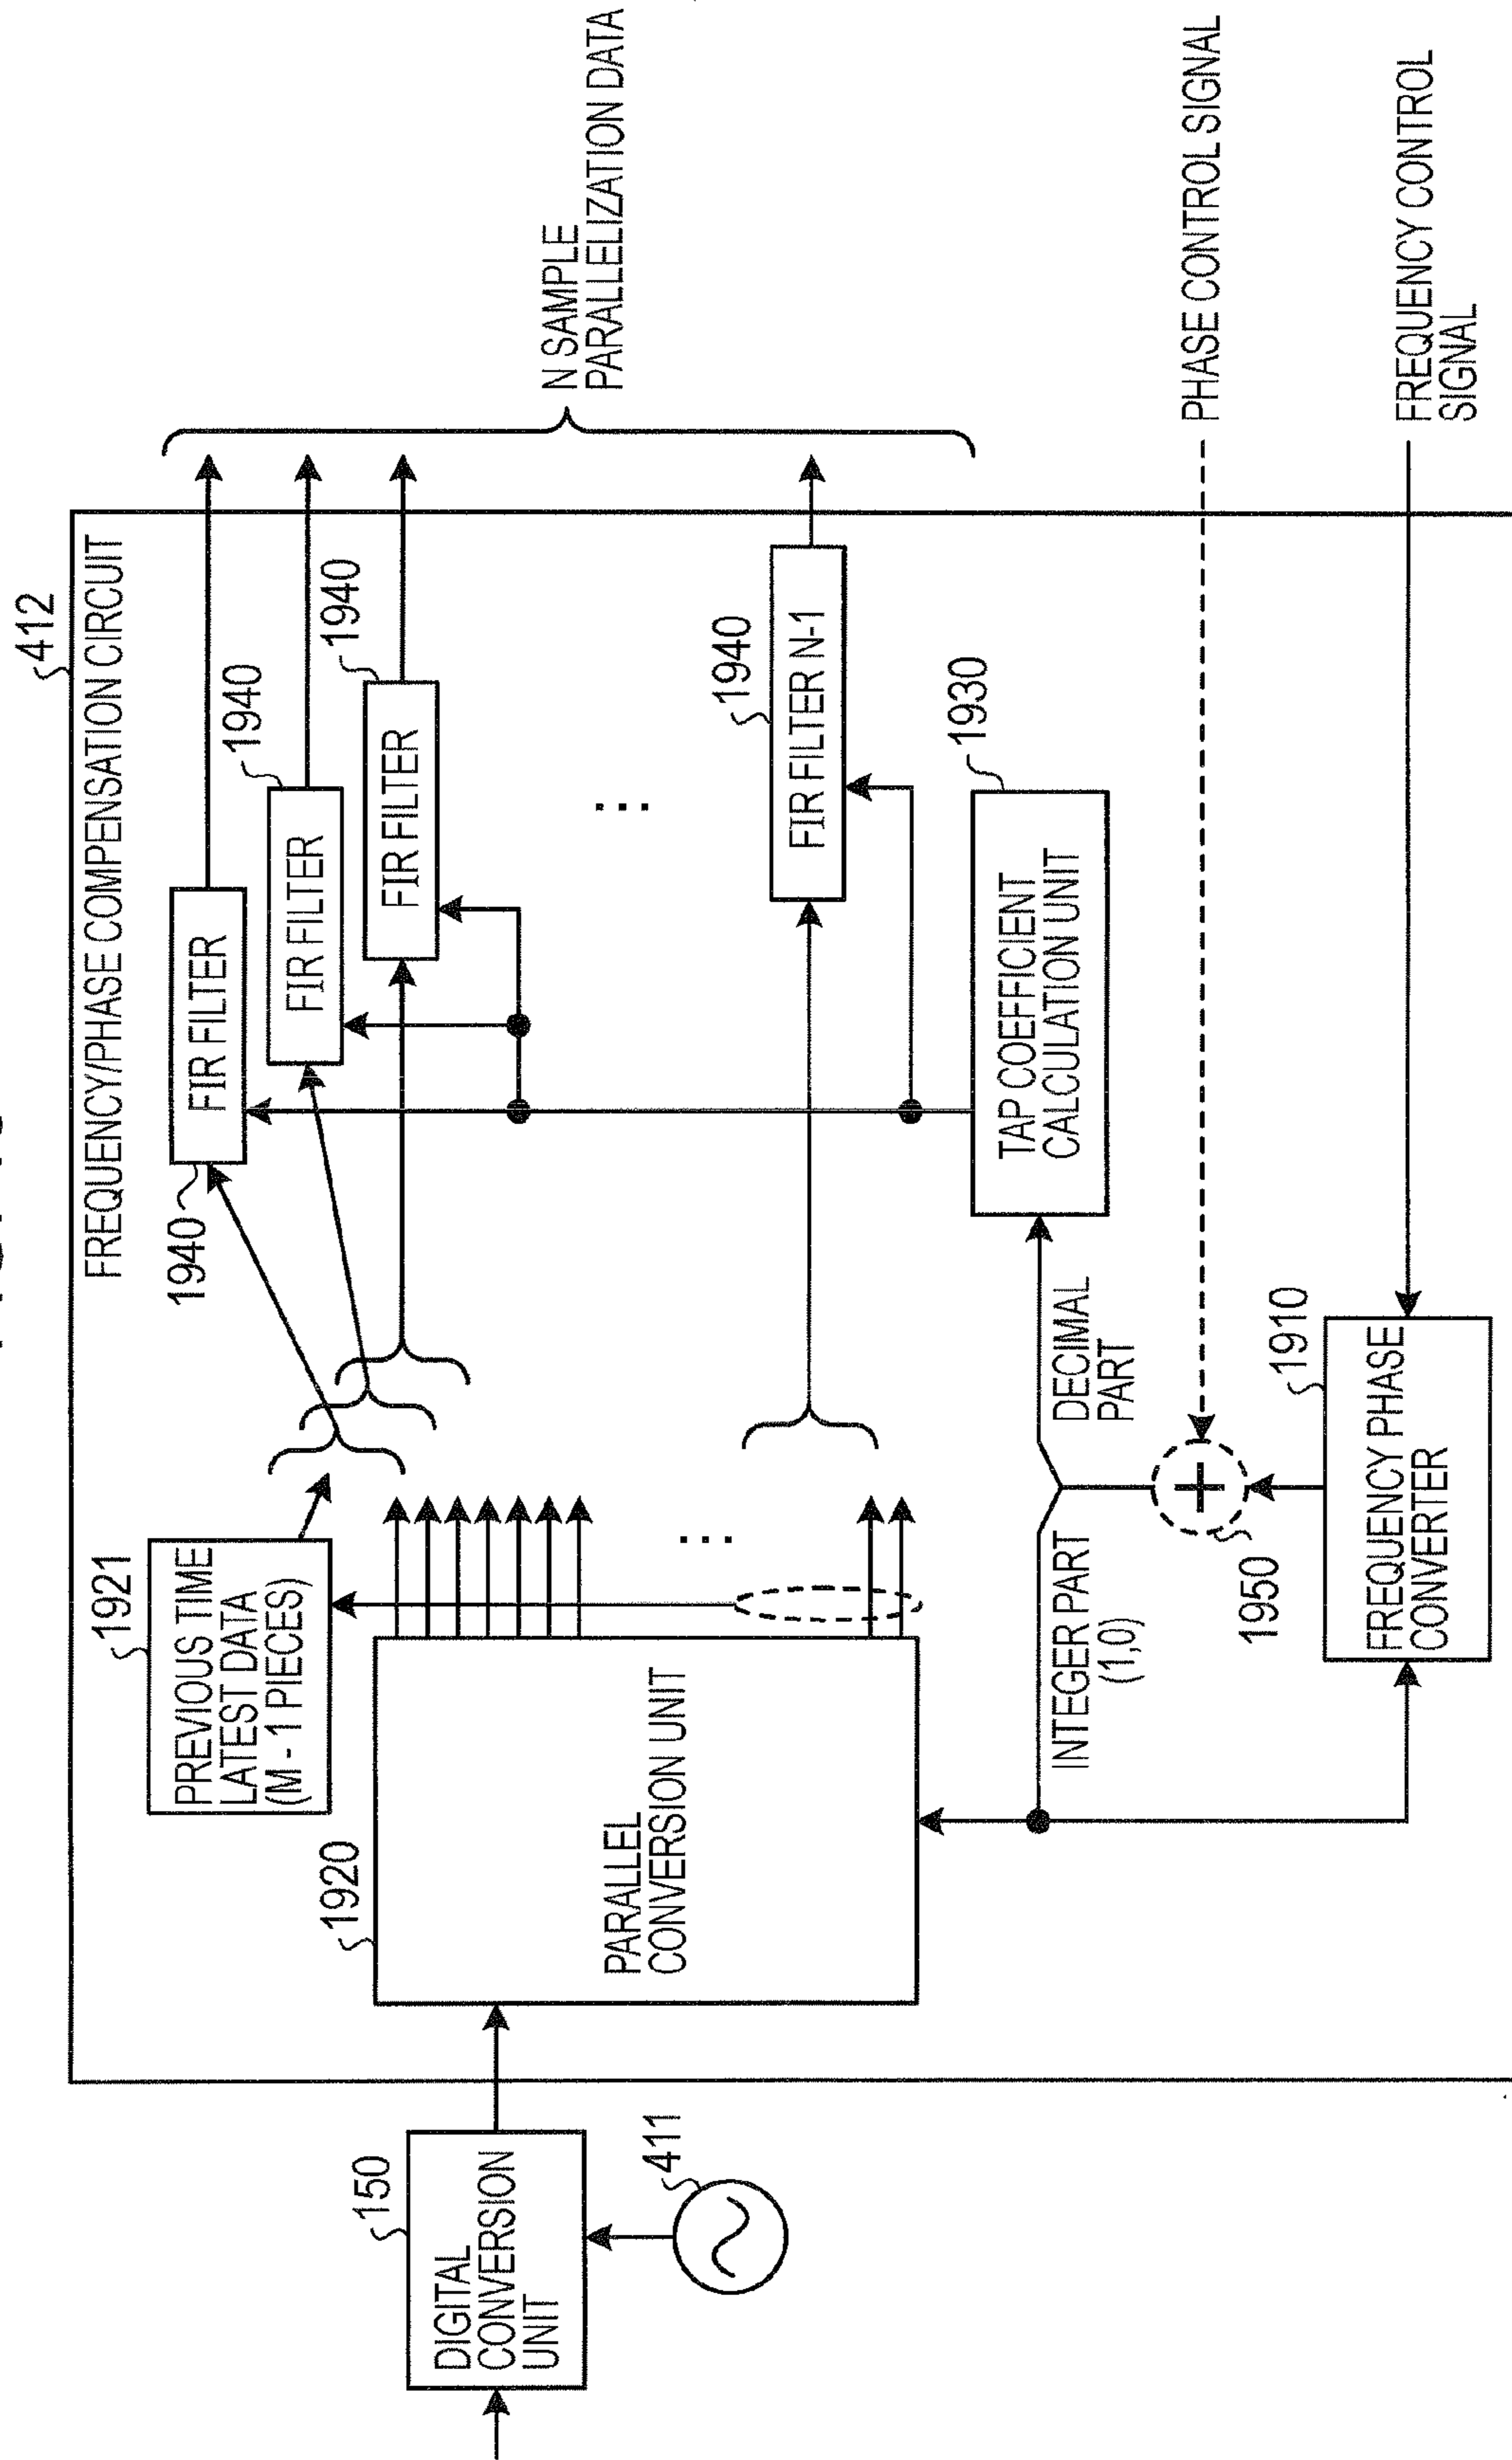 412
FREQUENCY/PHASE COMPENSATION CIRCUIT
1921
PREVIOUS TIME
LATEST DATA
(M - 1 PIECES)
1940
FIR FILTER
1940
FIR FILTER
1940
FIR FILTER
...
1940
FIR FILTER N-1
N SAMPLE
PARALLELIZATION DATA
150
DIGITAL
CONVERSION
UNIT
411
1920
PARALLEL
CONVERSION UNIT
...
1930
TAP COEFFICIENT
CALCULATION UNIT
INTEGER PART
(1,0)
DECIMAL
PART
1950
+
PHASE CONTROL SIGNAL
1910
FREQUENCY PHASE
CONVERTER
FREQUENCY CONTROL
SIGNAL